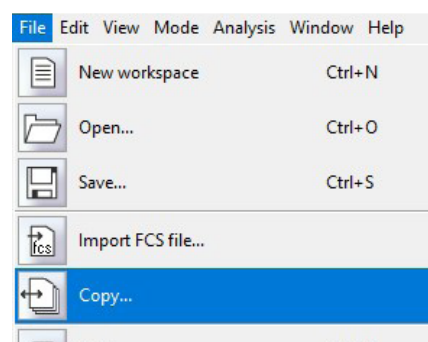 File Edit View Mode Analysis Window Help
New workspace Ctrl+N
Open... Ctrl+O
Save... Ctrl+S
fcs Import FCS file...
Copy...